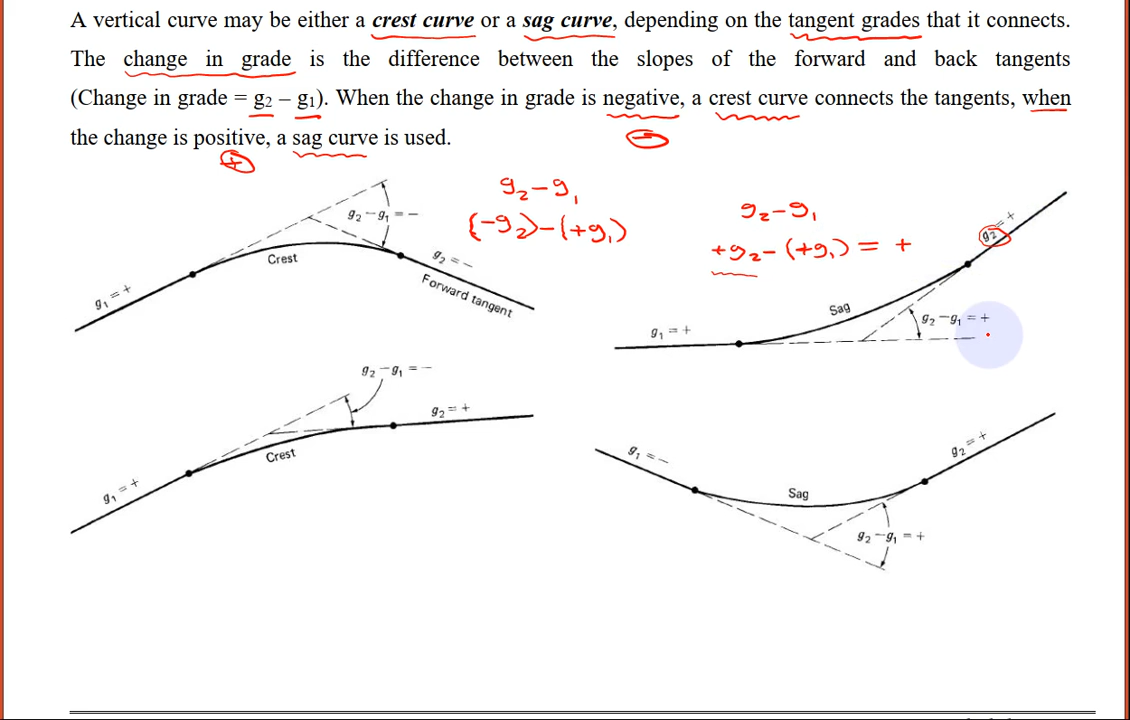 A vertical curve may be either a crest curve or a sag curve, depending on the tangent grades that it connects.
The change in grade is the difference between the slopes of the forward and back tangents
(Change in grade = g₂ – g₁). When the change in grade is negative, a crest curve connects the tangents, when
the change is positive, a sag curve is used.
+
−
g₂−g₁
(-g₂)-(+g₁)
g₂−g₁
+g₂-(+g₁) = +
g₂ − g₁ = −
Crest
g₁ = +
g₂ = −
Forward tangent
g₂ = +
Sag
g₁ = +
g₂ − g₁ = +
g₂ − g₁ = −
g₂ = +
Crest
g₁ = +
g₁ = −
Sag
g₂ = +
g₂ − g₁ = +